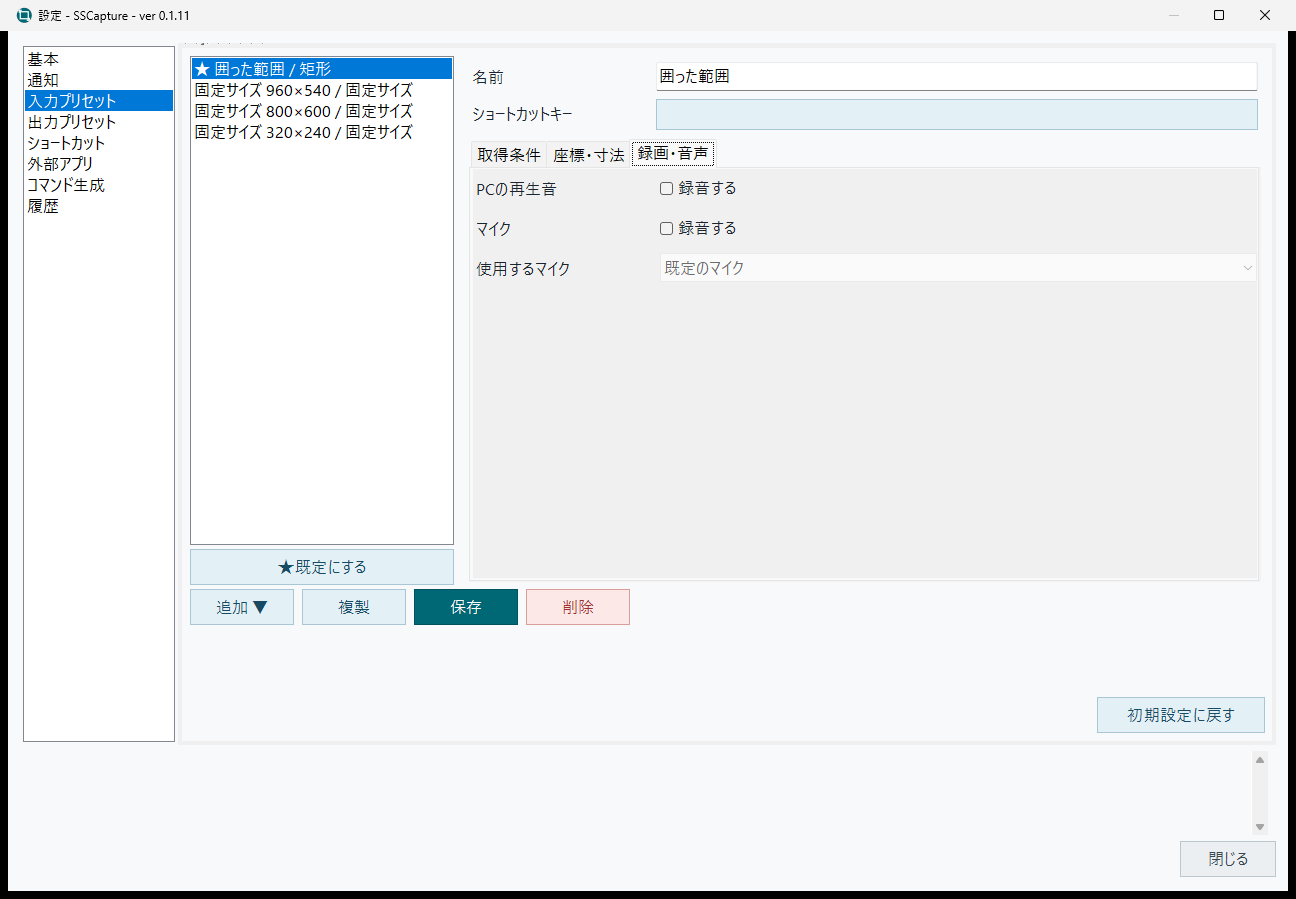 設定 - SSCapture - ver 0.1.11
基本
通知
入力プリセット
出力プリセット
ショートカット
外部アプリ
コマンド生成
履歴
★ 囲った範囲 / 矩形
固定サイズ 960×540 / 固定サイズ
固定サイズ 800×600 / 固定サイズ
固定サイズ 320×240 / 固定サイズ
★既定にする
追加 ▼ 複製 保存 削除
名前 囲った範囲
ショートカットキー
取得条件 座標・寸法 録画・音声
PCの再生音 録音する
マイク 録音する
使用するマイク 既定のマイク
初期設定に戻す
閉じる